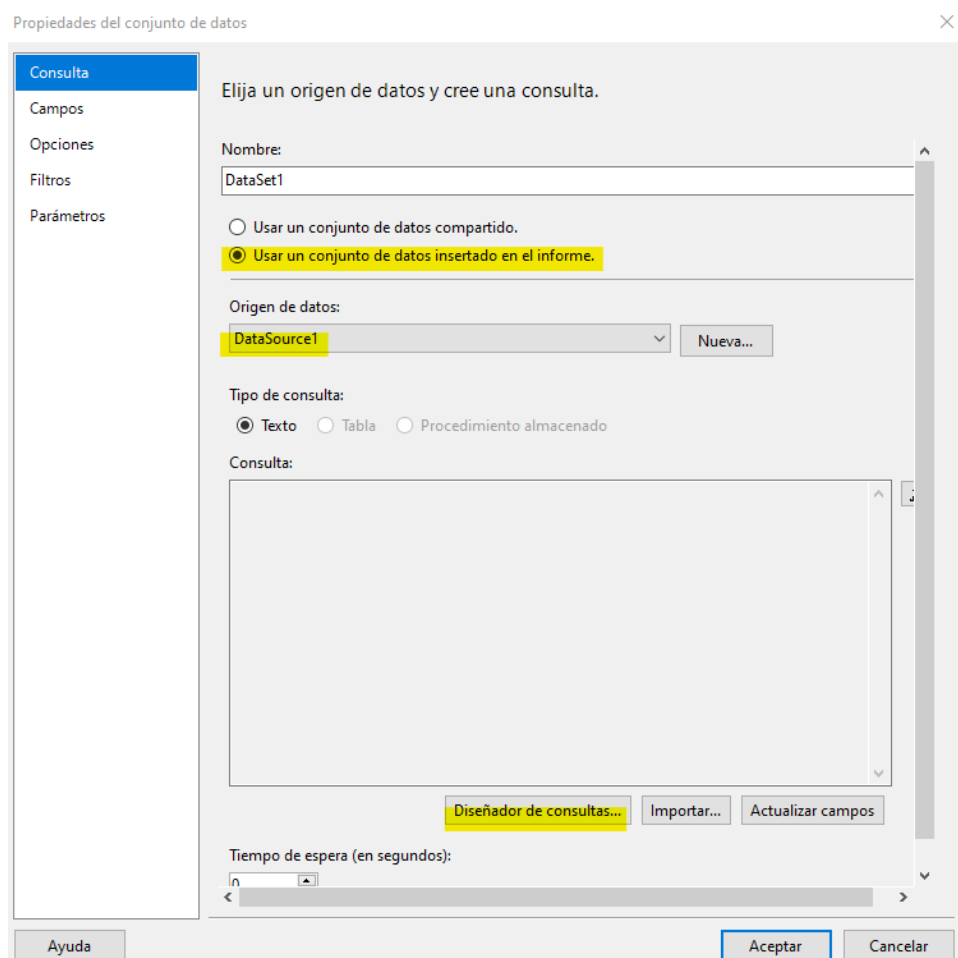 Propiedades del conjunto de datos
Consulta
Campos
Opciones
Filtros
Parámetros
Elija un origen de datos y cree una consulta.
Nombre:
DataSet1
Usar un conjunto de datos compartido.
Usar un conjunto de datos insertado en el informe.
Origen de datos:
DataSource1
Nueva...
Tipo de consulta:
Texto Tabla Procedimiento almacenado
Consulta:
Diseñador de consultas... Importar... Actualizar campos
Tiempo de espera (en segundos):
0
Ayuda Aceptar Cancelar